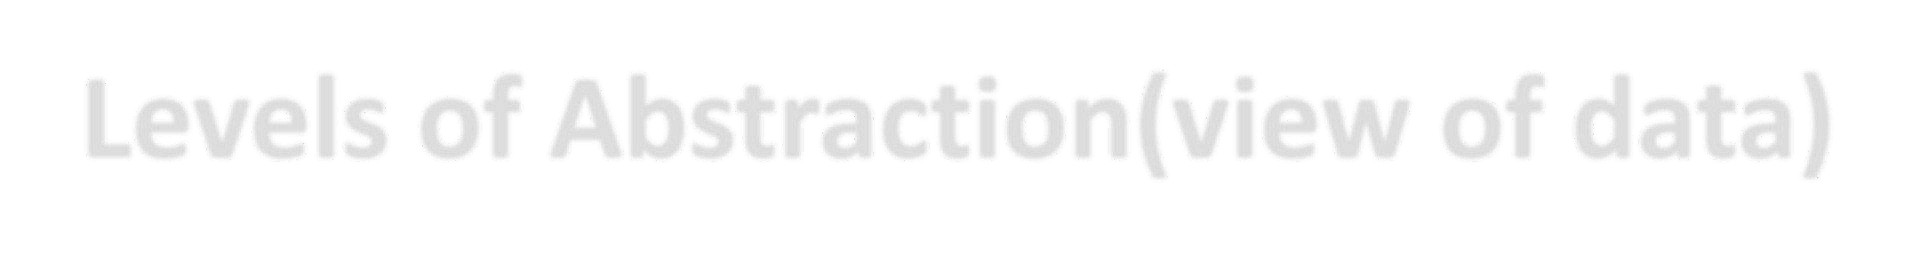 Levels of Abstraction(view of data)